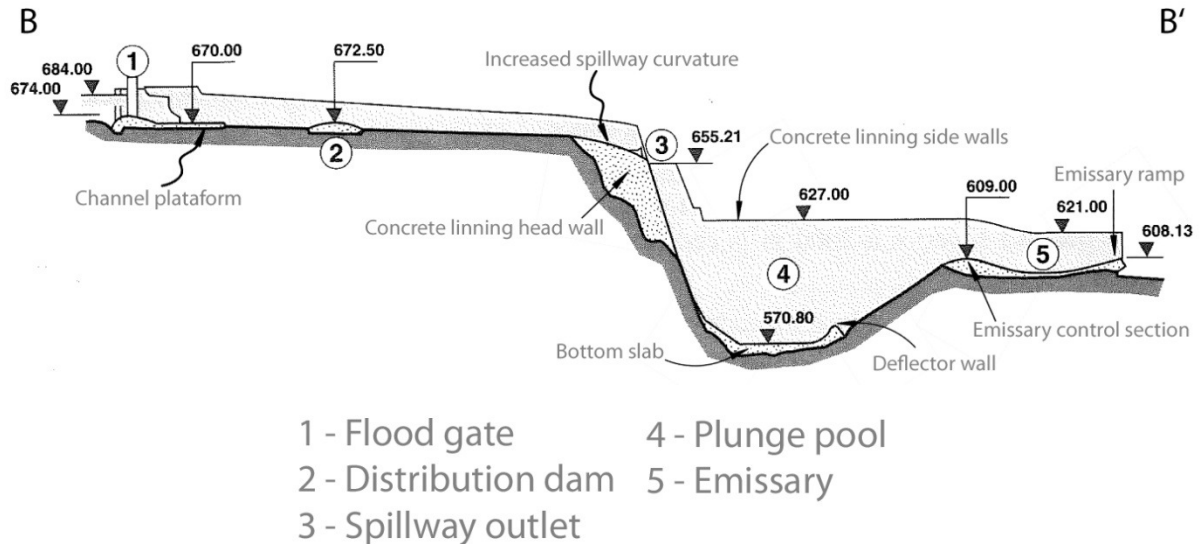 B
B'
1
670.00
672.50
684.00
674.00
Increased spillway curvature
3
655.21
Concrete linning side walls
2
Channel plataform
Emissary ramp
609.00
627.00
621.00
608.13
Concrete linning head wall
5
4
570.80
Emissary control section
Bottom slab
Deflector wall
1 - Flood gate
2 - Distribution dam
3 - Spillway outlet
4 - Plunge pool
5 - Emissary